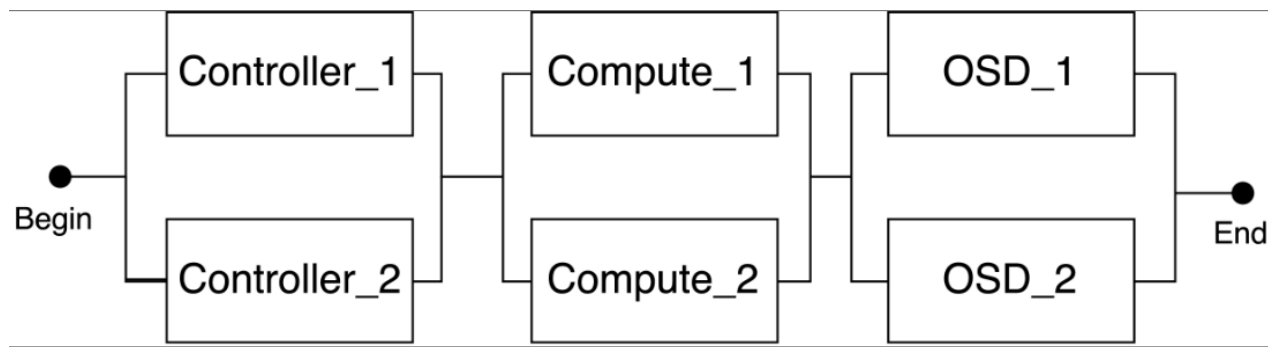 Controller_1
Compute_1
OSD_1
Begin
End
Controller_2
Compute_2
OSD_2